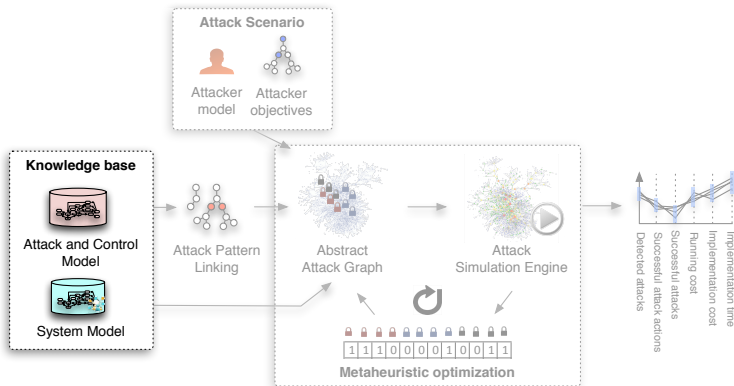 Attack Scenario
Attacker
model
Attacker
objectives
Knowledge base
Attack and Control
Model
System Model
Attack Pattern
Linking
Abstract
Attack Graph
Attack
Simulation Engine
1 1 1 0 0 0 0 1 0 0 1 1
Metaheuristic optimization
Detected attacks
Successful attack actions
Successful attacks
Running cost
Implementation cost
Implementation time